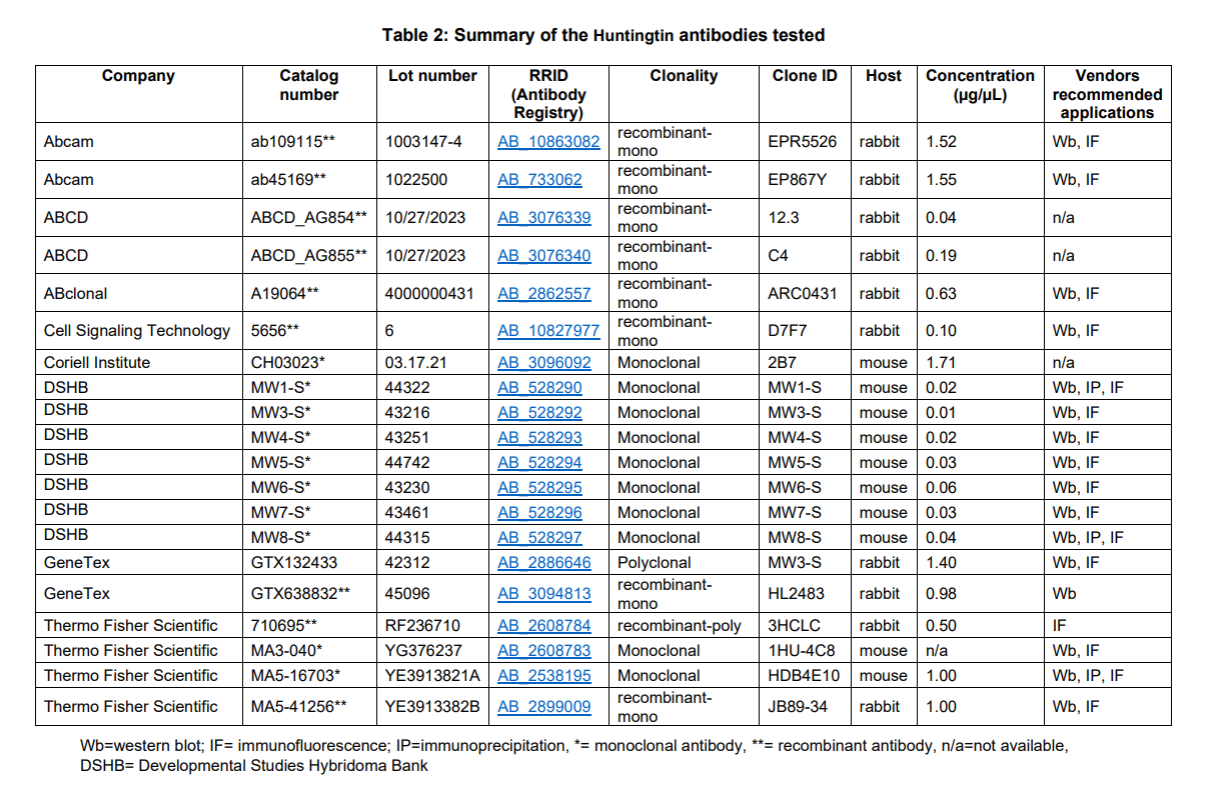 Table 2: Summary of the Huntingtin antibodies tested
Company Catalog number Lot number RRID (Antibody Registry) Clonality Clone ID Host Concentration (µg/µL) Vendors recommended applications
Abcam ab109115** 1003147-4 AB_10863082 recombinant-mono EPR5526 rabbit 1.52 Wb, IF
Abcam ab45169** 1022500 AB_733062 recombinant-mono EP867Y rabbit 1.55 Wb, IF
ABCD ABCD_AG854** 10/27/2023 AB_3076339 recombinant-mono 12.3 rabbit 0.04 n/a
ABCD ABCD_AG855** 10/27/2023 AB_3076340 recombinant-mono C4 rabbit 0.19 n/a
ABclonal A19064** 4000000431 AB_2862557 recombinant-mono ARC0431 rabbit 0.63 Wb, IF
Cell Signaling Technology 5656** 6 AB_10827977 recombinant-mono D7F7 rabbit 0.10 Wb, IF
Coriell Institute CH03023* 03.17.21 AB_3096092 Monoclonal 2B7 mouse 1.71 n/a
DSHB MW1-S* 44322 AB_528290 Monoclonal MW1-S mouse 0.02 Wb, IP, IF
DSHB MW3-S* 43216 AB_528292 Monoclonal MW3-S mouse 0.01 Wb, IF
DSHB MW4-S* 43251 AB_528293 Monoclonal MW4-S mouse 0.02 Wb, IF
DSHB MW5-S* 44742 AB_528294 Monoclonal MW5-S mouse 0.03 Wb, IF
DSHB MW6-S* 43230 AB_528295 Monoclonal MW6-S mouse 0.06 Wb, IF
DSHB MW7-S* 43461 AB_528296 Monoclonal MW7-S mouse 0.03 Wb, IF
DSHB MW8-S* 44315 AB_528297 Monoclonal MW8-S mouse 0.04 Wb, IP, IF
GeneTex GTX132433 42312 AB_2886646 Polyclonal MW3-S rabbit 1.40 Wb, IF
GeneTex GTX638832** 45096 AB_3094813 recombinant-mono HL2483 rabbit 0.98 Wb
Thermo Fisher Scientific 710695** RF236710 AB_2608784 recombinant-poly 3HCLC rabbit 0.50 IF
Thermo Fisher Scientific MA3-040* YG376237 AB_2608783 Monoclonal 1HU-4C8 mouse n/a Wb, IF
Thermo Fisher Scientific MA5-16703* YE3913821A AB_2538195 Monoclonal HDB4E10 mouse 1.00 Wb, IP, IF
Thermo Fisher Scientific MA5-41256** YE3913382B AB_2899009 recombinant-mono JB89-34 rabbit 1.00 Wb, IF
Wb=western blot; IF= immunofluorescence; IP=immunoprecipitation, *= monoclonal antibody, **= recombinant antibody, n/a=not available,
DSHB= Developmental Studies Hybridoma Bank